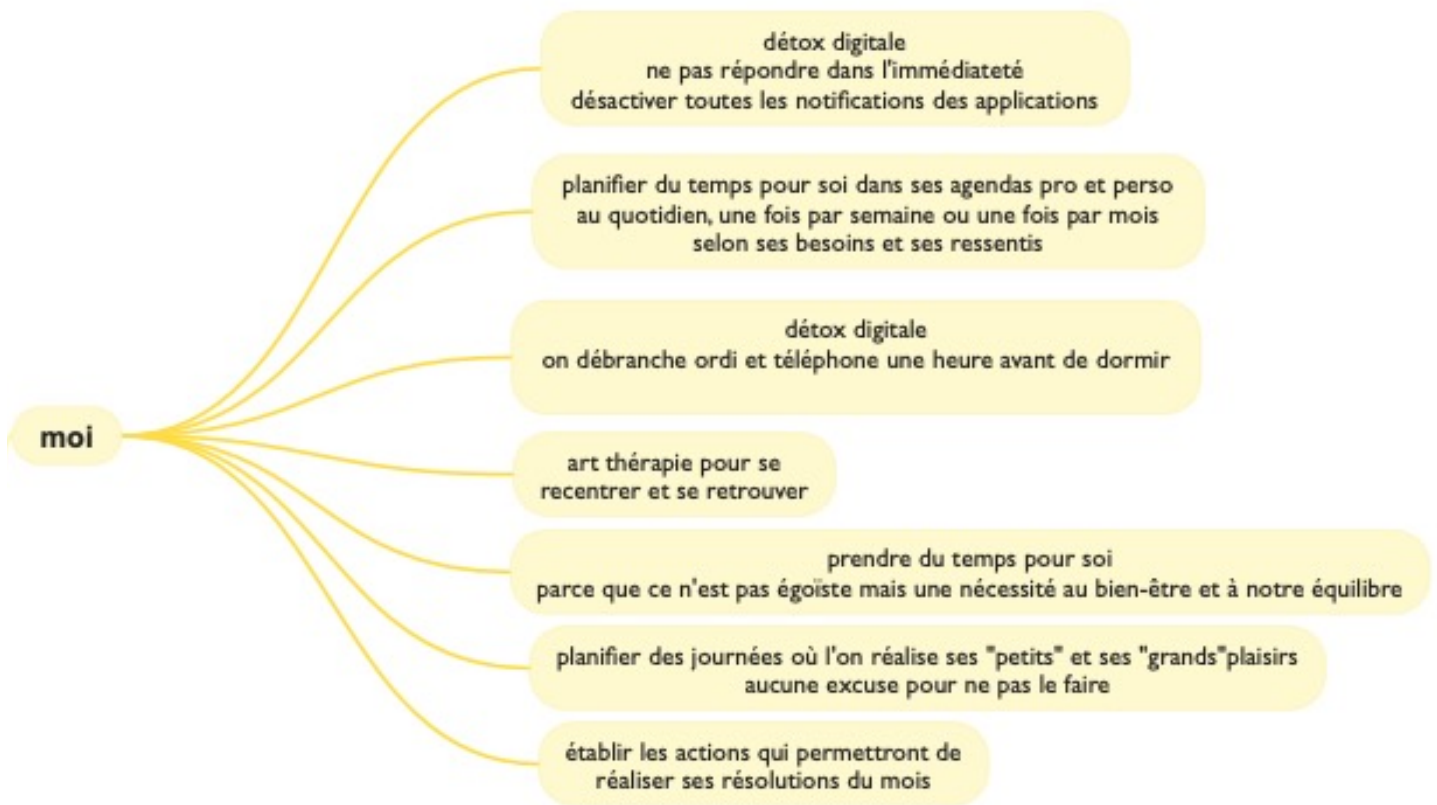 détox digitale
ne pas répondre dans l'immédiateté
désactiver toutes les notifications des applications
planifier du temps pour soi dans ses agendas pro et perso
au quotidien, une fois par semaine ou une fois par mois
selon ses besoins et ses ressentis
détox digitale
on débranche ordi et téléphone une heure avant de dormir
moi
art thérapie pour se
recentrer et se retrouver
prendre du temps pour soi
parce que ce n'est pas égoïste mais une nécessité au bien-être et à notre équilibre
planifier des journées où l'on réalise ses "petits" et ses "grands"plaisirs
aucune excuse pour ne pas le faire
établir les actions qui permettront de
réaliser ses résolutions du mois